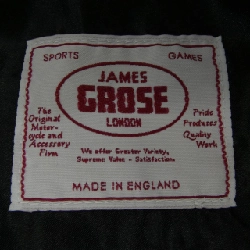 SPORTS GAMES
JAMES
GROSE
LONDON
The
Original
Motor-
cycle and
Accessory
Firm
Pride
Produces
Quality
Work
We offer Greater Variety,
Supreme Value - Satisfaction.
MADE IN ENGLAND